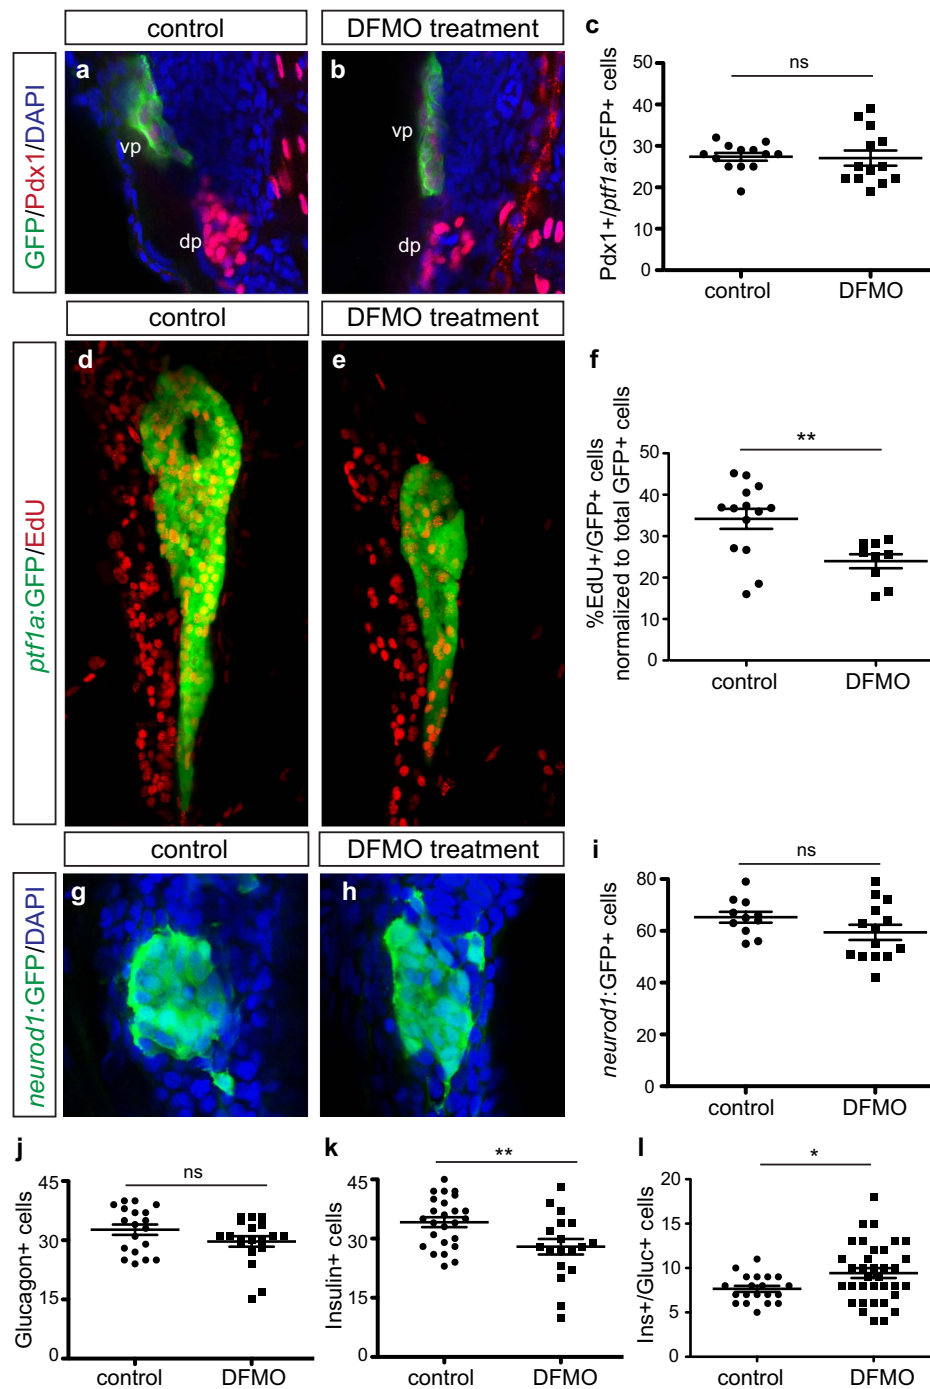 control
DFMO treatment
GFP/Pdx1/DAPI
a
vp
dp
b
vp
dp
c
ns
Pdx1+/ptf1a:GFP+ cells
50
40
30
20
10
0
control
DFMO
control
DFMO treatment
ptf1a:GFP/EdU
d
e
f
**
%EdU+/GFP+ cells
normalized to total GFP+ cells
50
40
30
20
10
0
control
DFMO
control
DFMO treatment
neurod1:GFP/DAPI
g
h
i
ns
neurod1:GFP+ cells
80
60
40
20
0
control
DFMO
j
ns
Glucagon+ cells
45
30
15
0
control
DFMO
k
**
Insulin+ cells
45
30
15
0
control
DFMO
l
*
Ins+/Gluc+ cells
20
15
10
5
0
control
DFMO